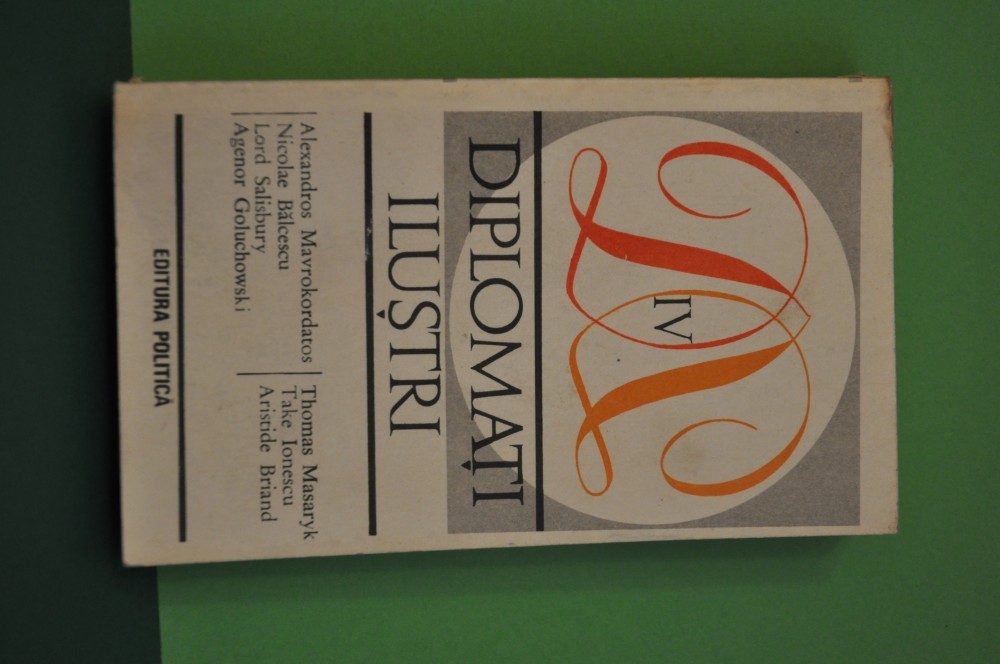 IV
DIPLOMAȚI
ILUȘTRI
Alexandros Mavrokordatos
Nicolae Bălcescu
Lord Salisbury
Agenor Goluchowski
Thomas Masaryk
Take Ionescu
Aristide Briand
EDITURA POLITICĂ